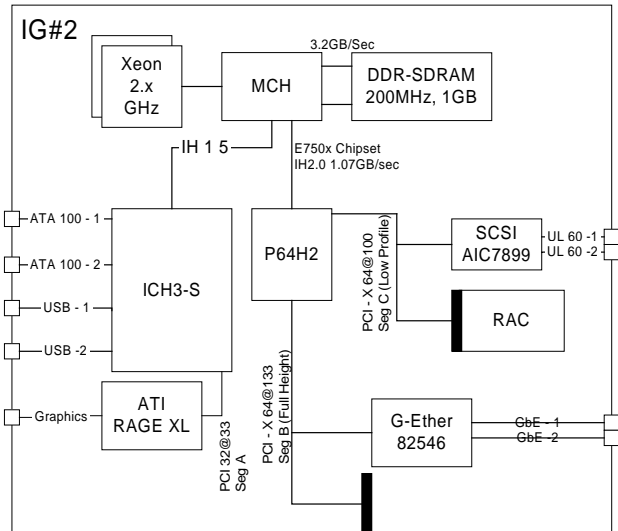 IG#2
Xeon
2.x
GHz
MCH
3.2GB/Sec
DDR-SDRAM
200MHz, 1GB
IH 1 5
E750x Chipset
IH2.0 1.07GB/sec
ATA 100 - 1
ATA 100 - 2
USB - 1
USB -2
ICH3-S
P64H2
PCI - X 64@100
Seg C (Low Profile)
SCSI
AIC7899
UL 60 -1
UL 60 -2
RAC
Graphics
ATI
RAGE XL
PCI 32@33
Seg A
PCI - X 64@133
Seg B (Full Height)
G-Ether
82546
GbE - 1
GbE -2